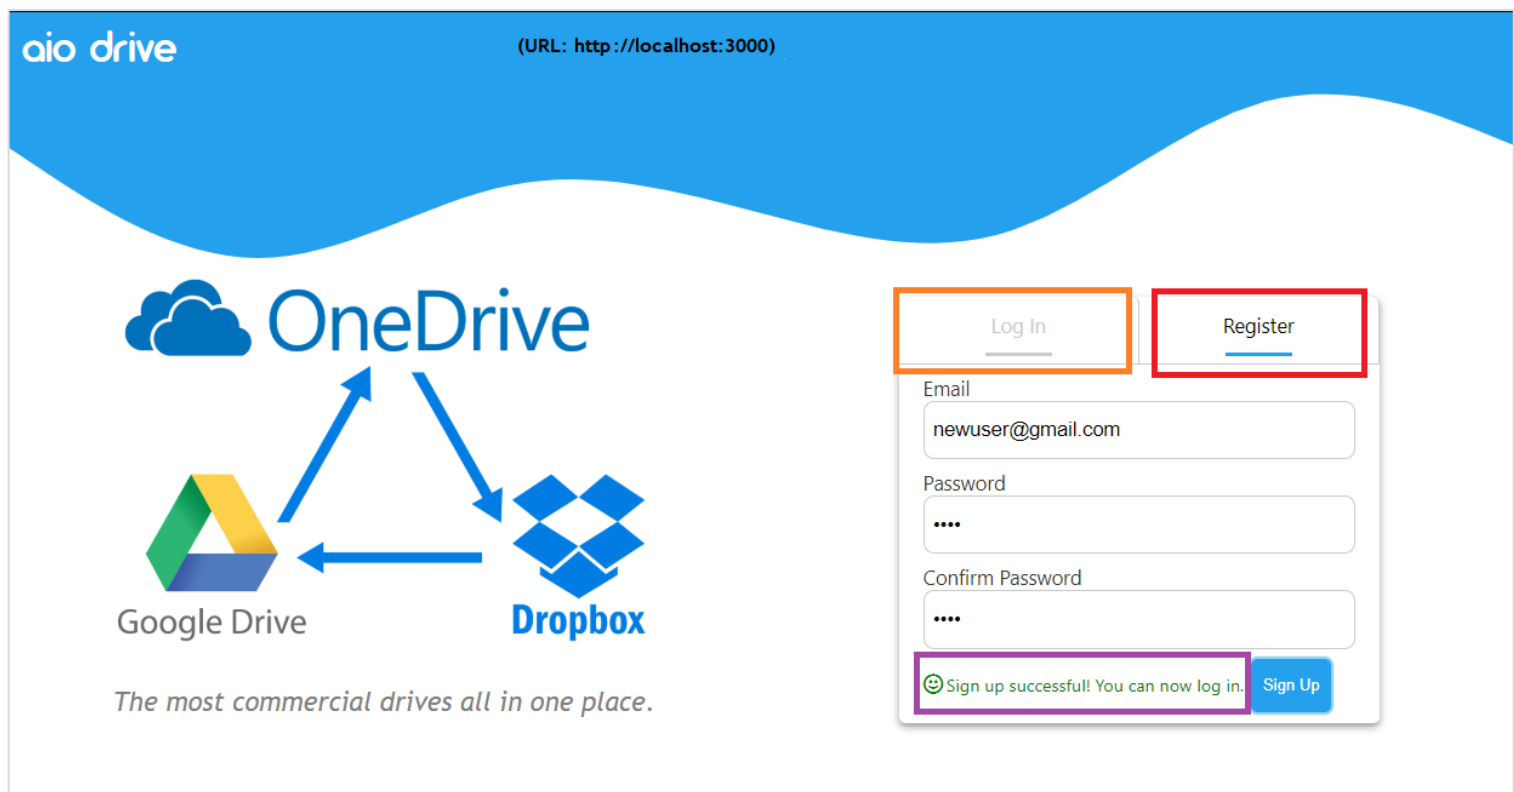 aio drive
(URL: http://localhost:3000)
OneDrive
Google Drive
Dropbox
The most commercial drives all in one place.
Log In
Register
Email
newuser@gmail.com
Password
••••
Confirm Password
••••
Sign up successful! You can now log in.
Sign Up